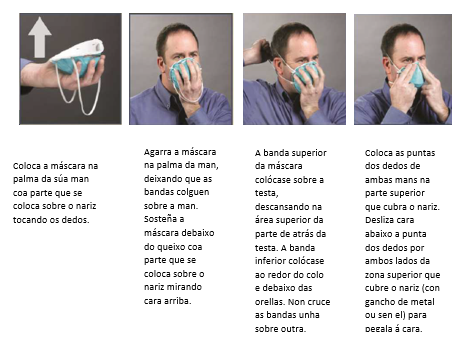 Coloca a máscara na
palma da súa man
coa parte que se
coloca sobre o nariz
tocando os dedos.
Agarra a máscara
na palma da man,
deixando que as
bandas colguen
sobre a man.
Sosteña a
máscara debaixo
do queixo coa
parte que se
coloca sobre o
nariz mirando
cara arriba.
A banda superior
da máscara
colócase sobre a
testa,
descansando na
área superior da
parte de atrás da
testa. A banda
inferior colócase
ao redor do colo
e debaixo das
orellas. Non cruce
as bandas unha
sobre outra.
Coloca as puntas
dos dedos de
ambas mans na
parte superior
que cubra o nariz.
Desliza cara
abaixo a punta
dos dedos por
ambos lados da
zona superior que
cubre o nariz (con
gancho de metal
ou sen el) para
pegala á cara.